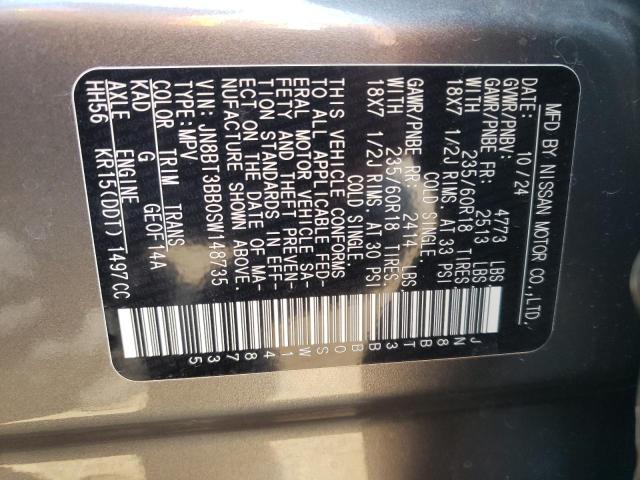 MFD BY NISSAN MOTOR CO.,LTD.
DATE: 10/24
GVWR/PNBV: 4773 LBS
GAWR/PNBE FR: 2513 LBS
WITH 235/60R18 TIRES,
18X7 1/2J RIMS. AT 33 PSI
COLD SINGLE.
GAWR/PNBE RR: 2414 LBS
WITH 235/60R18 TIRES,
18X7 1/2J RIMS. AT 30 PSI
COLD SINGLE.
THIS VEHICLE CONFORMS
TO ALL APPLICABLE FED-
ERAL MOTOR VEHICLE SA-
FETY AND THEFT PREVEN-
TION STANDARDS IN EFF-
ECT ON THE DATE OF MA-
NUFACTURE SHOWN ABOVE
VIN: JN8BT3BB0SW148735
TYPE:MPV
COLOR TRIM TRANS
KAD G GE0F14A
AXLE ENGINE
HH56 KR15(DDT) 1497CC
JN8BT3BB0SW148735